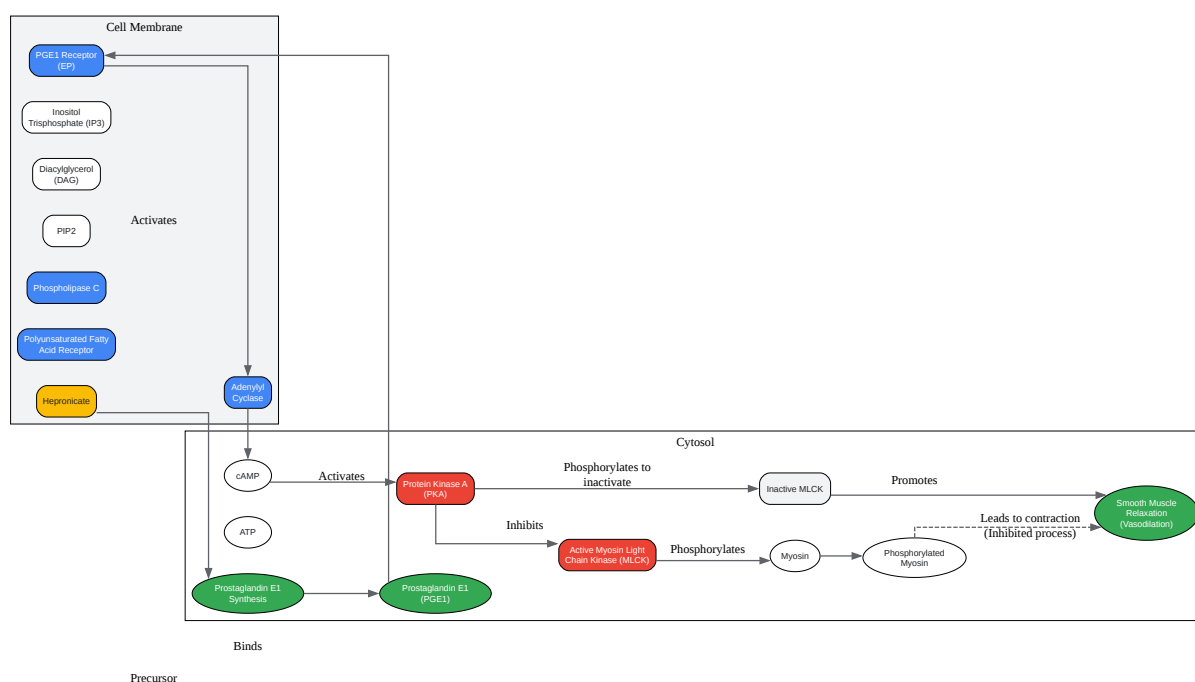 Cell Membrane
PGE1 Receptor
(EP)
Inositol
Trisphosphate (IP3)
Diacylglycerol
(DAG)
Activates
PIP2
Phospholipase C
Polyunsaturated Fatty
Acid Receptor
Hepronicate
Adenylyl
Cyclase
Cytosol
cAMP
Activates
Protein Kinase A
(PKA)
Phosphorylates to
inactivate
Inactive MLCK
Promotes
Smooth Muscle
Relaxation
(Vasodilation)
ATP
Inhibits
Active Myosin Light
Chain Kinase (MLCK)
Phosphorylates
Myosin
Phosphorylated
Myosin
Leads to contraction
(Inhibited process)
Prostaglandin E1
Synthesis
Prostaglandin E1
(PGE1)
Binds
Precursor